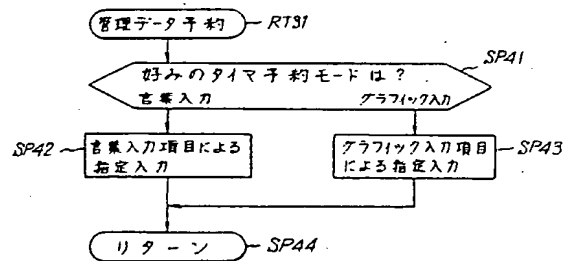 管理データ予約 RT31
SP41
好みのタイマ予約モードは?
言葉入力 グラフィック入力
SP42 言葉入力項目による グラフィック入力項目 SP43
指定入力 による指定入力
リターン SP44